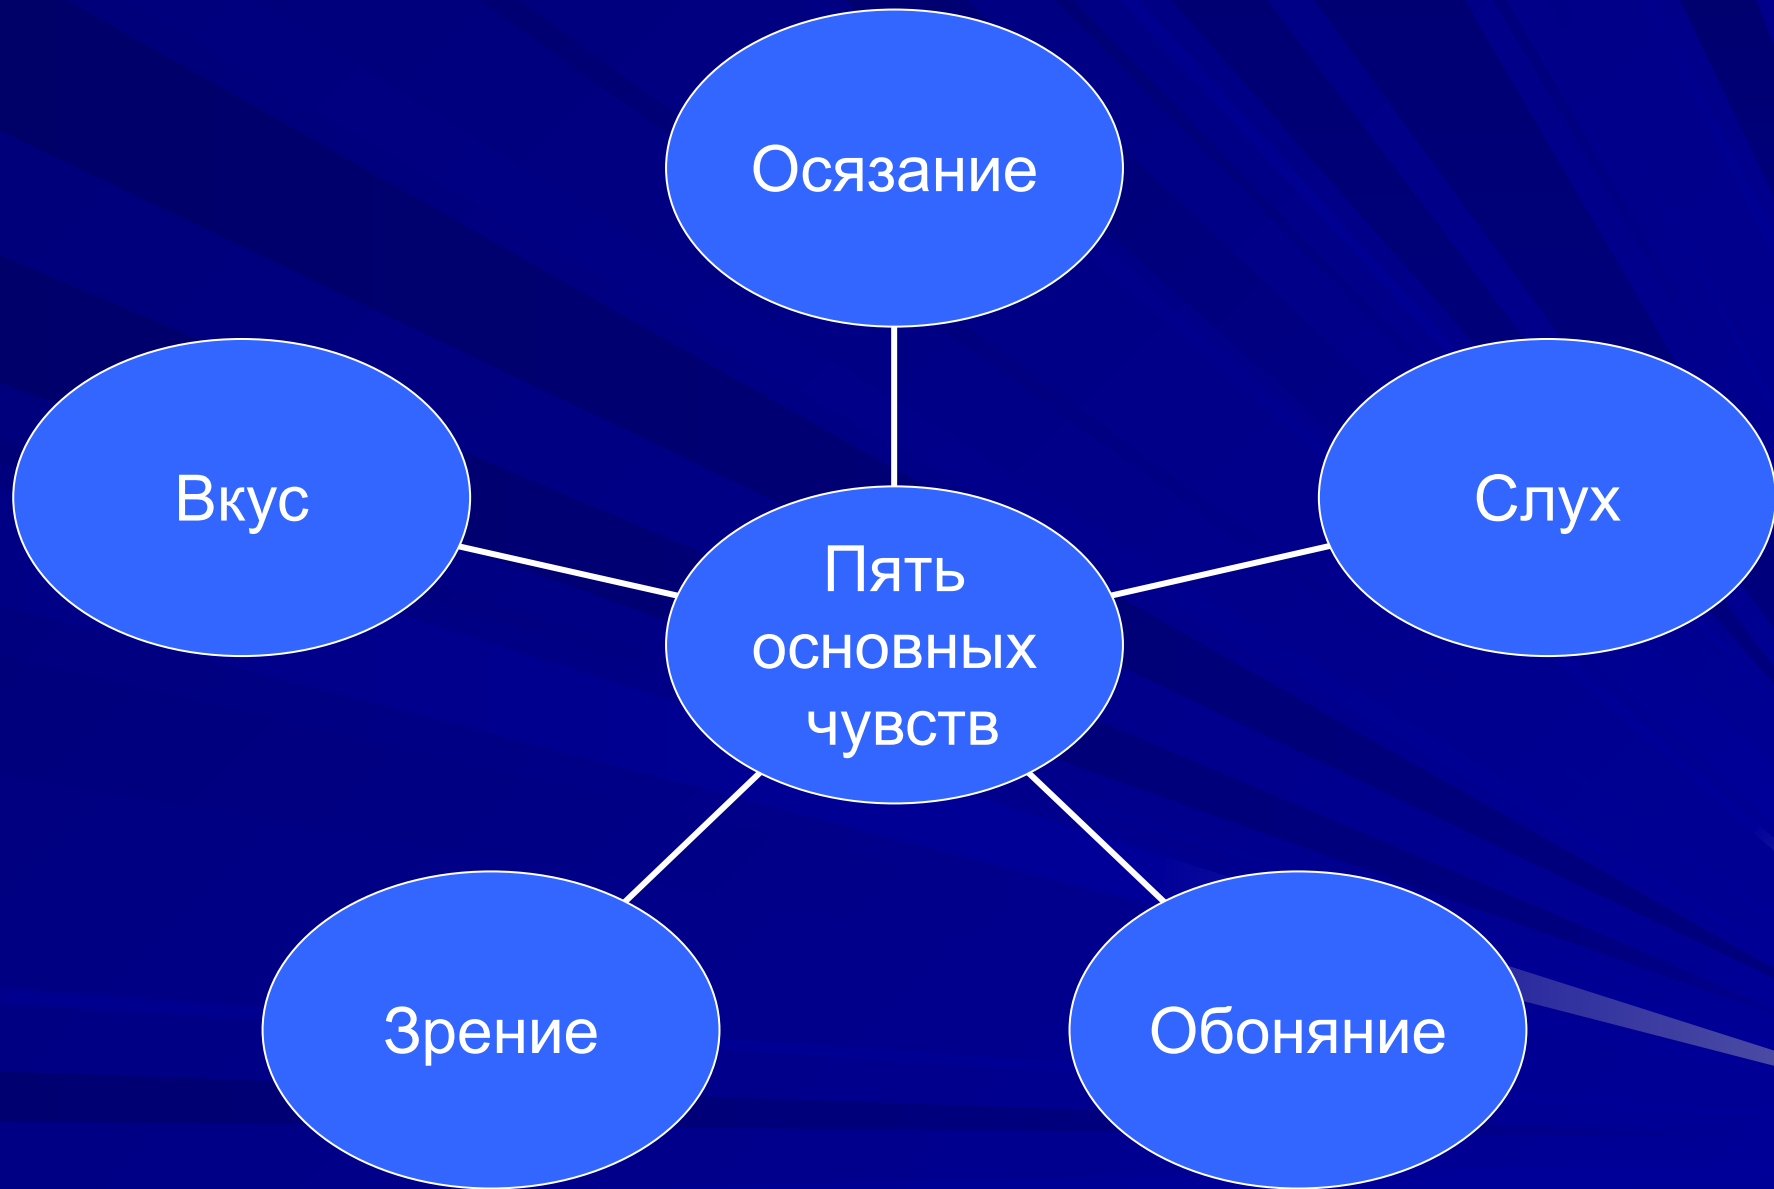 Осязание
Вкус
Слух
Пять
основных
чувств
Зрение
Обоняние